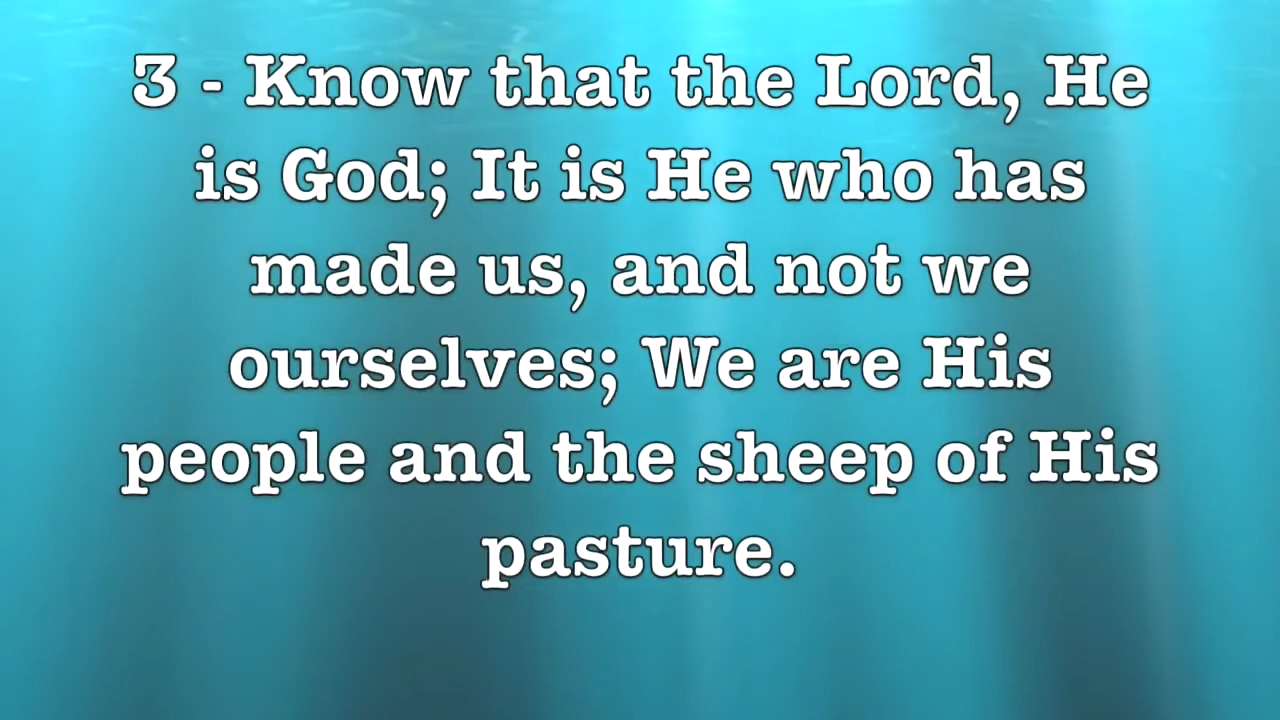 3 - Know that the Lord, He
is God; It is He who has
made us, and not we
ourselves; We are His
people and the sheep of His
pasture.